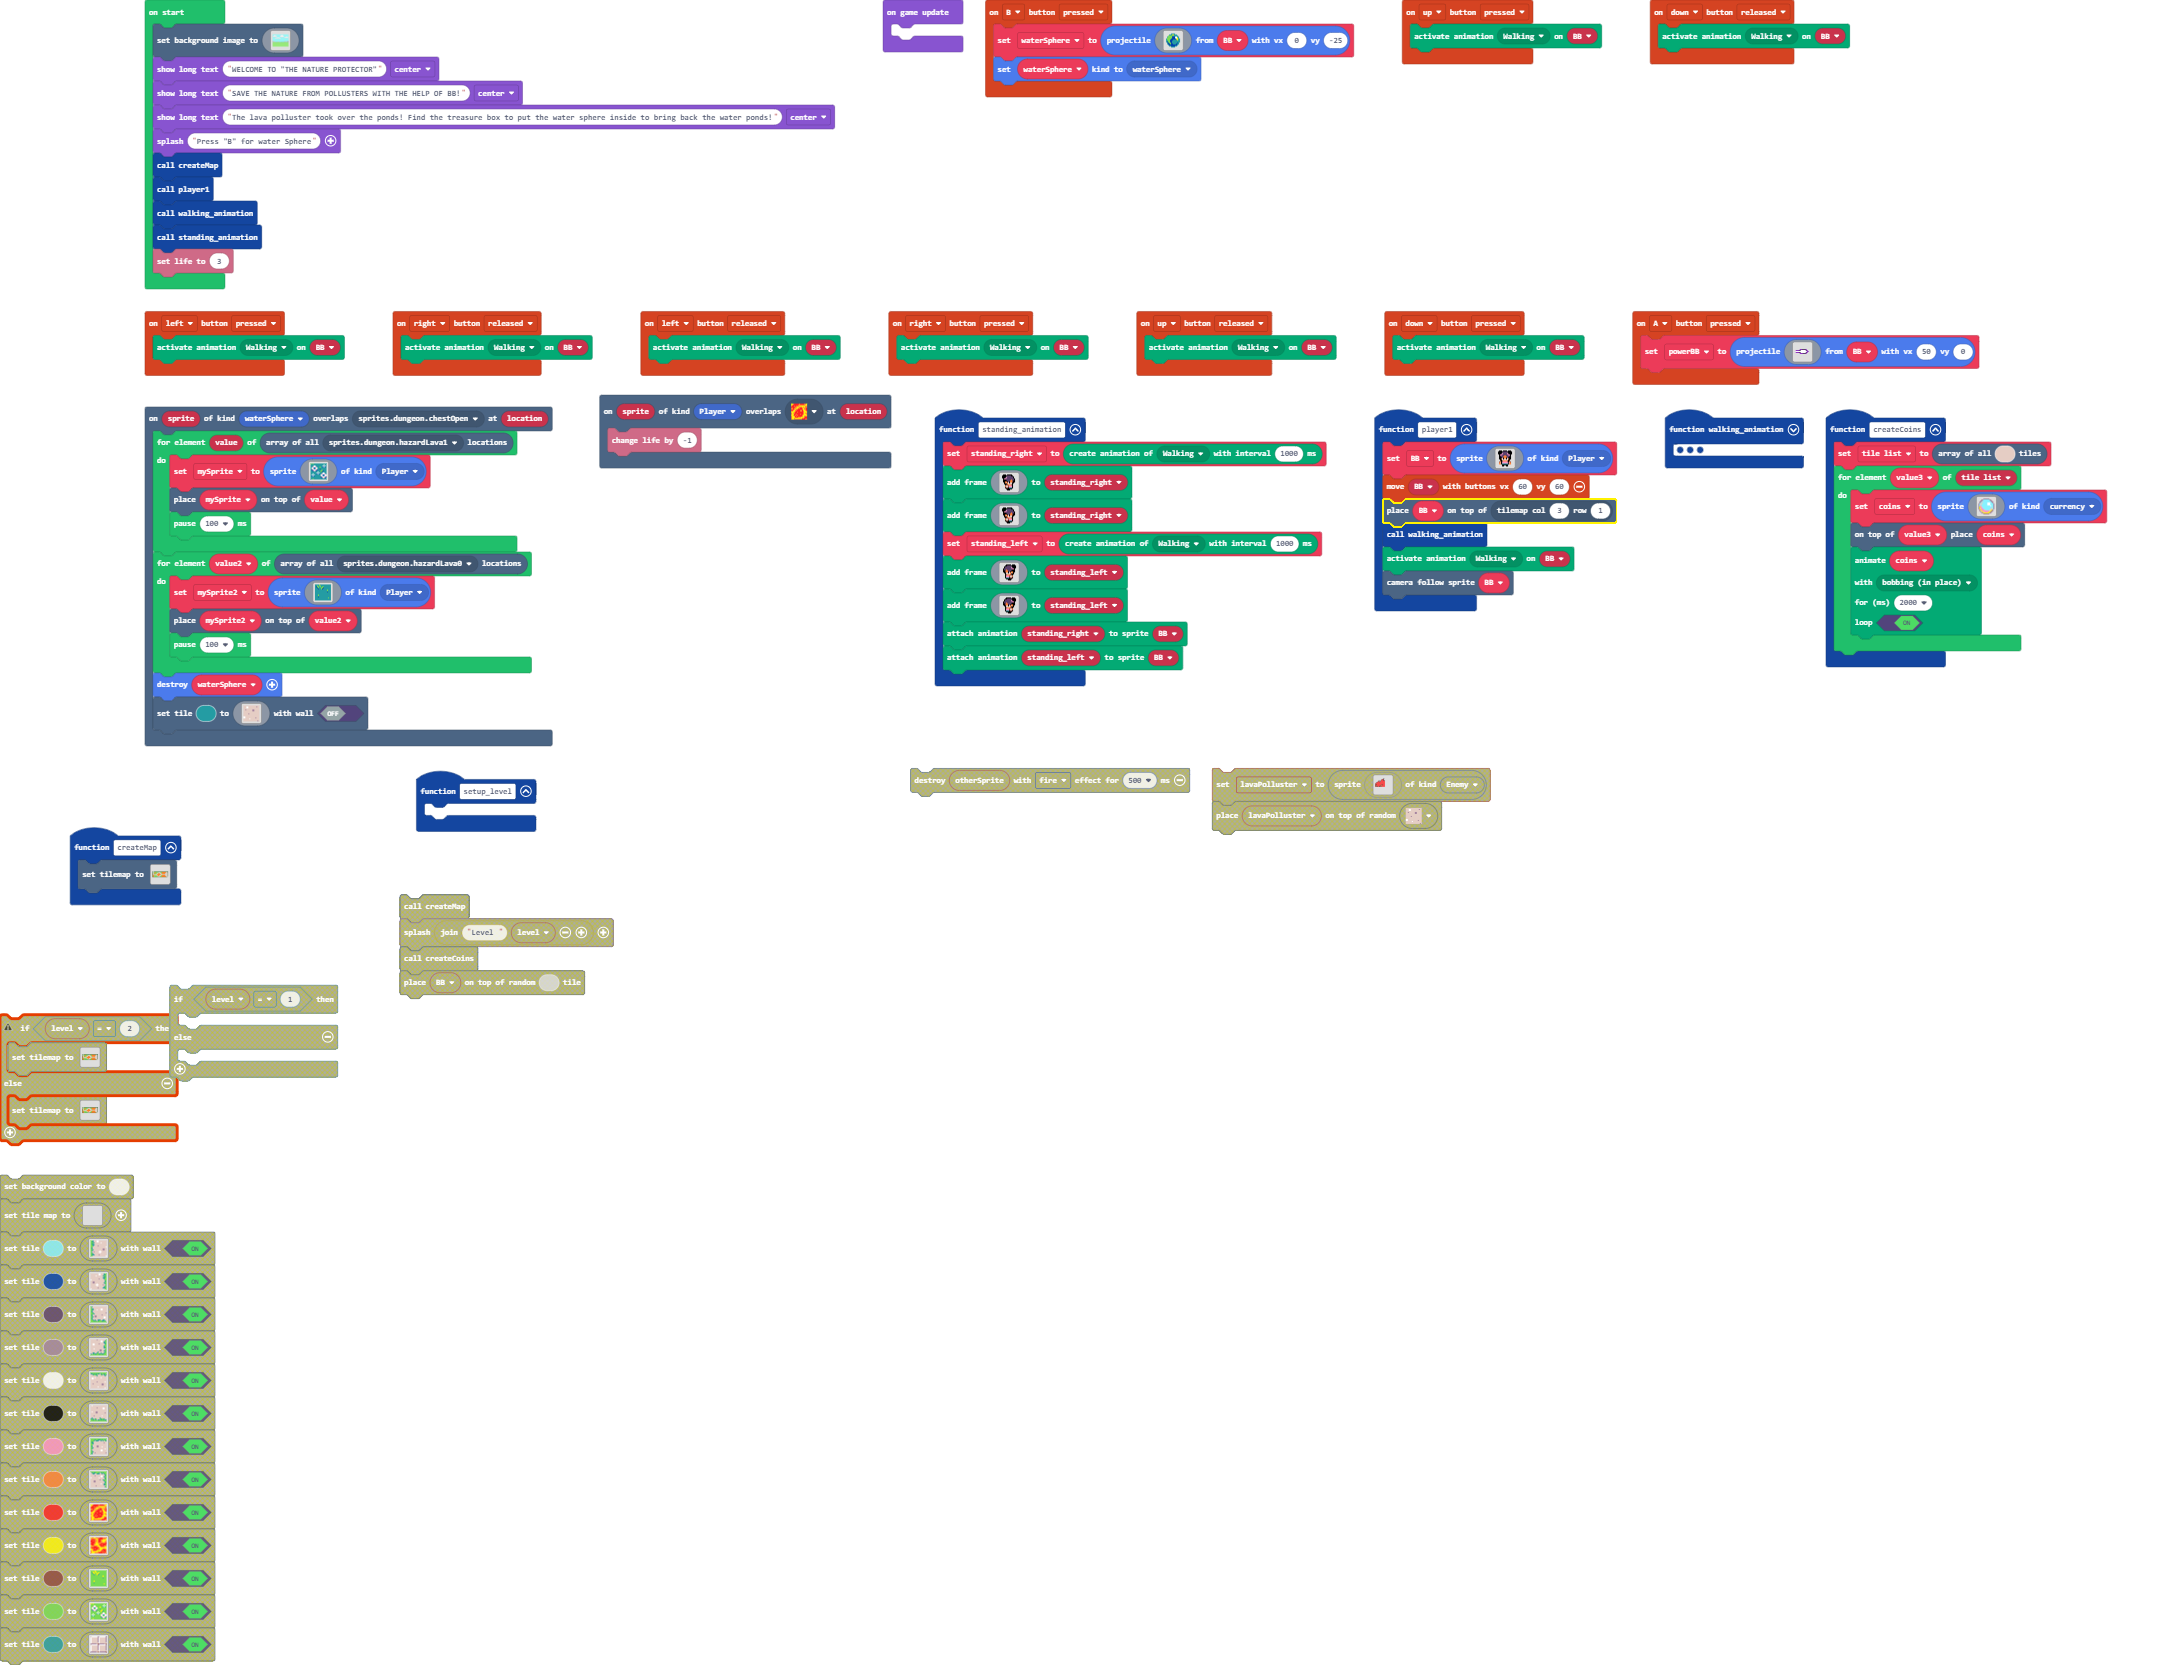 on start
set background image to
show long text "WELCOME TO "THE NATURE PROTECTOR"" center
show long text "SAVE THE NATURE FROM POLLUSTERS WITH THE HELP OF BB!" center
show long text "The lava polluster took over the ponds! Find the treasure box to put the water sphere inside to bring back the water ponds!" center
splash "Press "B" for water Sphere"
call createMap
call player1
call walking_animation
call standing_animation
set life to 3
on game update
on B button pressed
set waterSphere to projectile from BB with vx 0 vy -25
set waterSphere kind to waterSphere
on up button pressed
activate animation Walking on BB
on down button released
activate animation Walking on BB
on left button pressed
activate animation Walking on BB
on right button released
activate animation Walking on BB
on left button released
activate animation Walking on BB
on right button pressed
activate animation Walking on BB
on up button released
activate animation Walking on BB
on down button pressed
activate animation Walking on BB
on A button pressed
set powerBB to projectile from BB with vx 50 vy 0
on sprite of kind waterSphere overlaps sprites.dungeon.chestOpen at location
for element value of array of all sprites.dungeon.hazardLava1 locations
do
set mySprite to sprite of kind Player
place mySprite on top of value
pause 100 ms
for element value2 of array of all sprites.dungeon.hazardLava0 locations
do
set mySprite2 to sprite of kind Player
place mySprite2 on top of value2
pause 100 ms
destroy waterSphere
set tile to with wall OFF
on sprite of kind Player overlaps at location
change life by -1
function standing_animation
set standing_right to create animation of Walking with interval 1000 ms
add frame to standing_right
add frame to standing_right
set standing_left to create animation of Walking with interval 1000 ms
add frame to standing_left
add frame to standing_left
attach animation standing_right to sprite BB
attach animation standing_left to sprite BB
function player1
set BB to sprite of kind Player
move BB with buttons vx 60 vy 60
place BB on top of tilemap col 3 row 1
call walking_animation
activate animation Walking on BB
camera follow sprite BB
function walking_animation
function createCoins
set tile list to array of all tiles
for element value3 of tile list
do
set coins to sprite of kind currency
on top of value3 place coins
animate coins
with bobbing (in place)
for (ms) 2000
loop ON
destroy otherSprite with fire effect for 500 ms
set lavaPolluster to sprite of kind Enemy
place lavaPolluster on top of random
function setup_level
function createMap
set tilemap to
call createMap
splash join "Level " level
call createCoins
place BB on top of random tile
if level = 1 then
else
if level = 2 the
set tilemap to
else
set tilemap to
set background color to
set tile map to
set tile to with wall ON
set tile to with wall ON
set tile to with wall ON
set tile to with wall ON
set tile to with wall ON
set tile to with wall ON
set tile to with wall ON
set tile to with wall ON
set tile to with wall ON
set tile to with wall ON
set tile to with wall ON
set tile to with wall ON
set tile to with wall ON